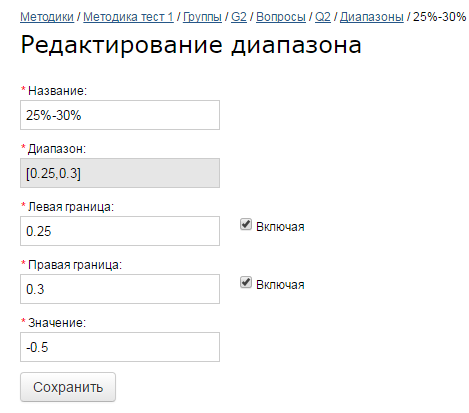 Методики / Методика тест 1 / Группы / G2 / Вопросы / Q2 / Диапазоны / 25%-30%
Редактирование диапазона
* Название:
25%-30%
* Диапазон:
[0.25,0.3]
* Левая граница:
0.25 Включая
* Правая граница:
0.3 Включая
* Значение:
-0.5
Сохранить